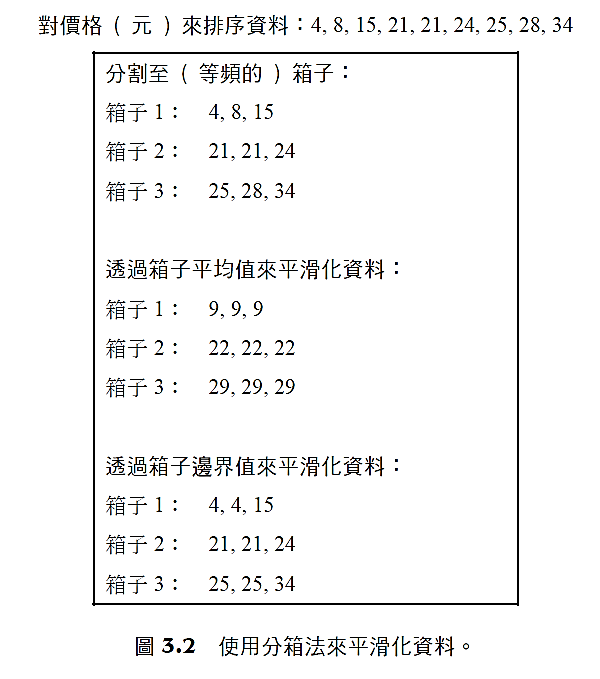 對價格（元）來排序資料：4, 8, 15, 21, 21, 24, 25, 28, 34
分割至（等頻的）箱子：
箱子 1： 4, 8, 15
箱子 2： 21, 21, 24
箱子 3： 25, 28, 34
透過箱子平均值來平滑化資料：
箱子 1： 9, 9, 9
箱子 2： 22, 22, 22
箱子 3： 29, 29, 29
透過箱子邊界值來平滑化資料：
箱子 1： 4, 4, 15
箱子 2： 21, 21, 24
箱子 3： 25, 25, 34
圖 3.2 使用分箱法來平滑化資料。